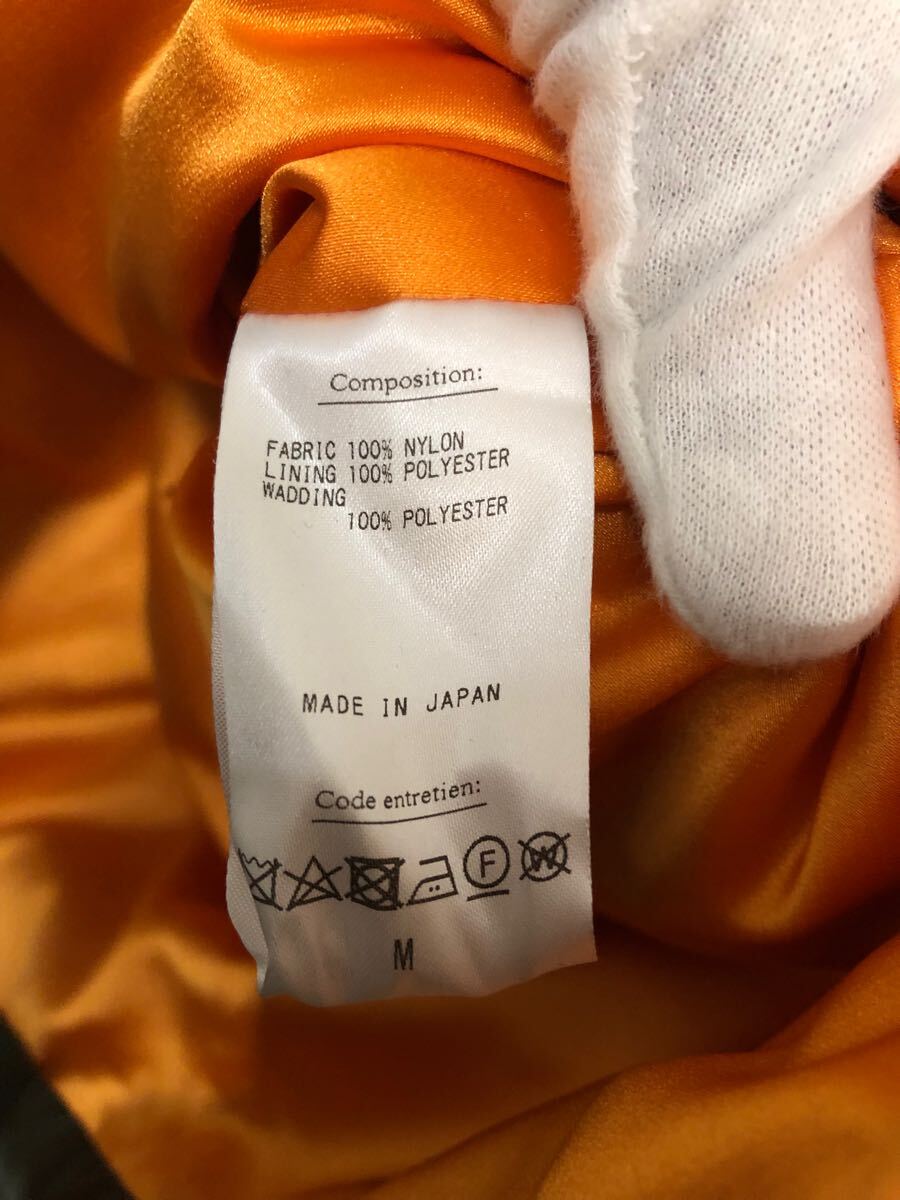 Composition:
FABRIC 100% NYLON
LINING 100% POLYESTER
WADDING
100% POLYESTER
MADE IN JAPAN
Code entretien:
F W
M